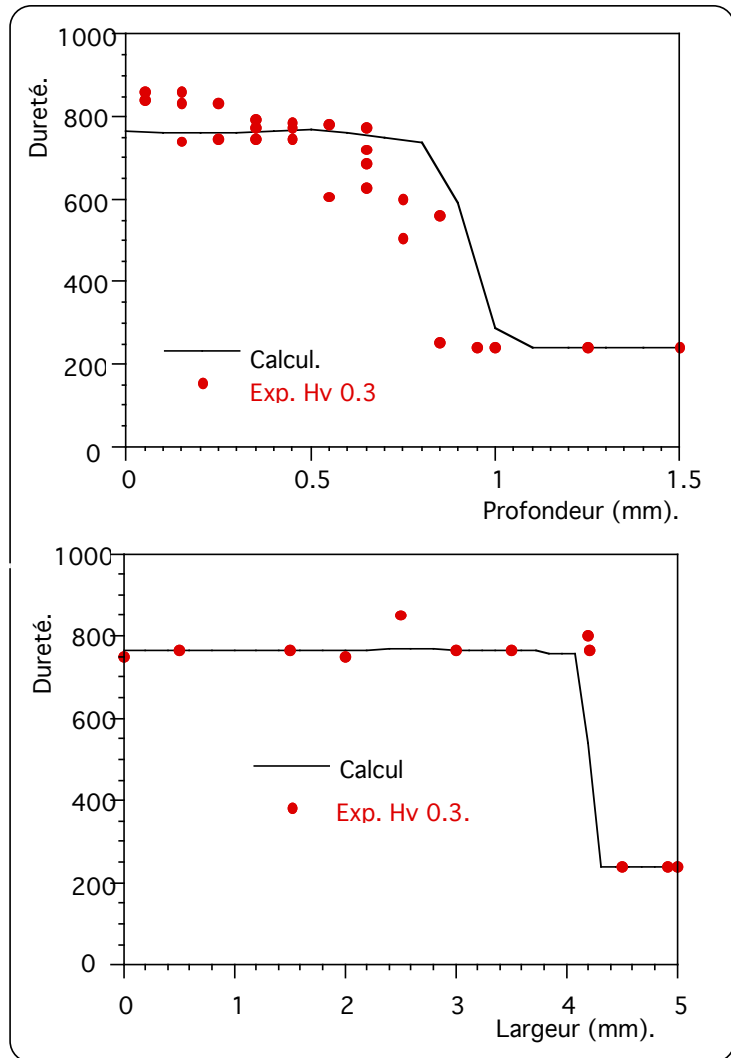 1000
800
600
400
200
0
Dureté.
Calcul.
Exp. Hv 0.3
0 0.5 1 1.5
Profondeur (mm).
1000
800
600
400
200
0
Dureté.
Calcul
Exp. Hv 0.3.
0 1 2 3 4 5
Largeur (mm).